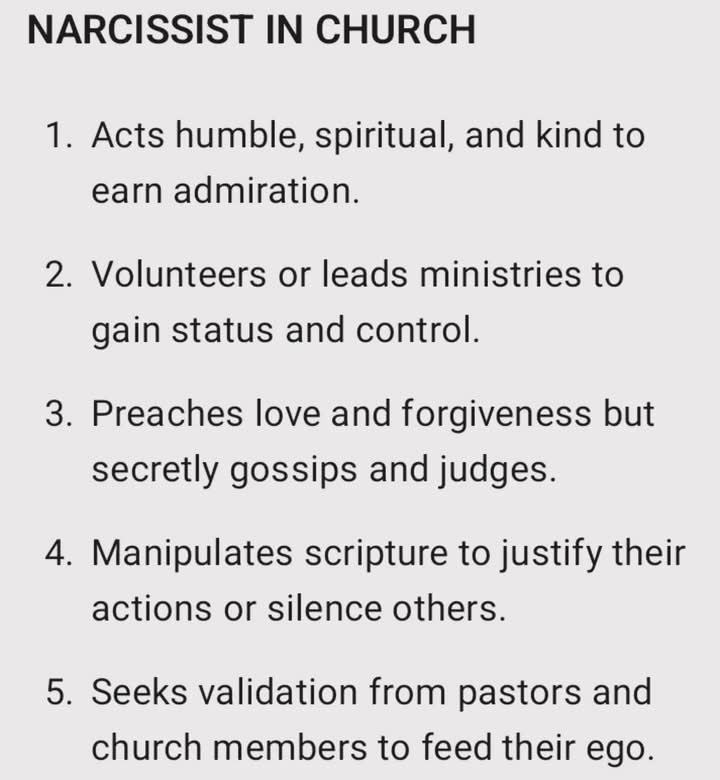 NARCISSIST IN CHURCH
1. Acts humble, spiritual, and kind to
earn admiration.
2. Volunteers or leads ministries to
gain status and control.
3. Preaches love and forgiveness but
secretly gossips and judges.
4. Manipulates scripture to justify their
actions or silence others.
5. Seeks validation from pastors and
church members to feed their ego.